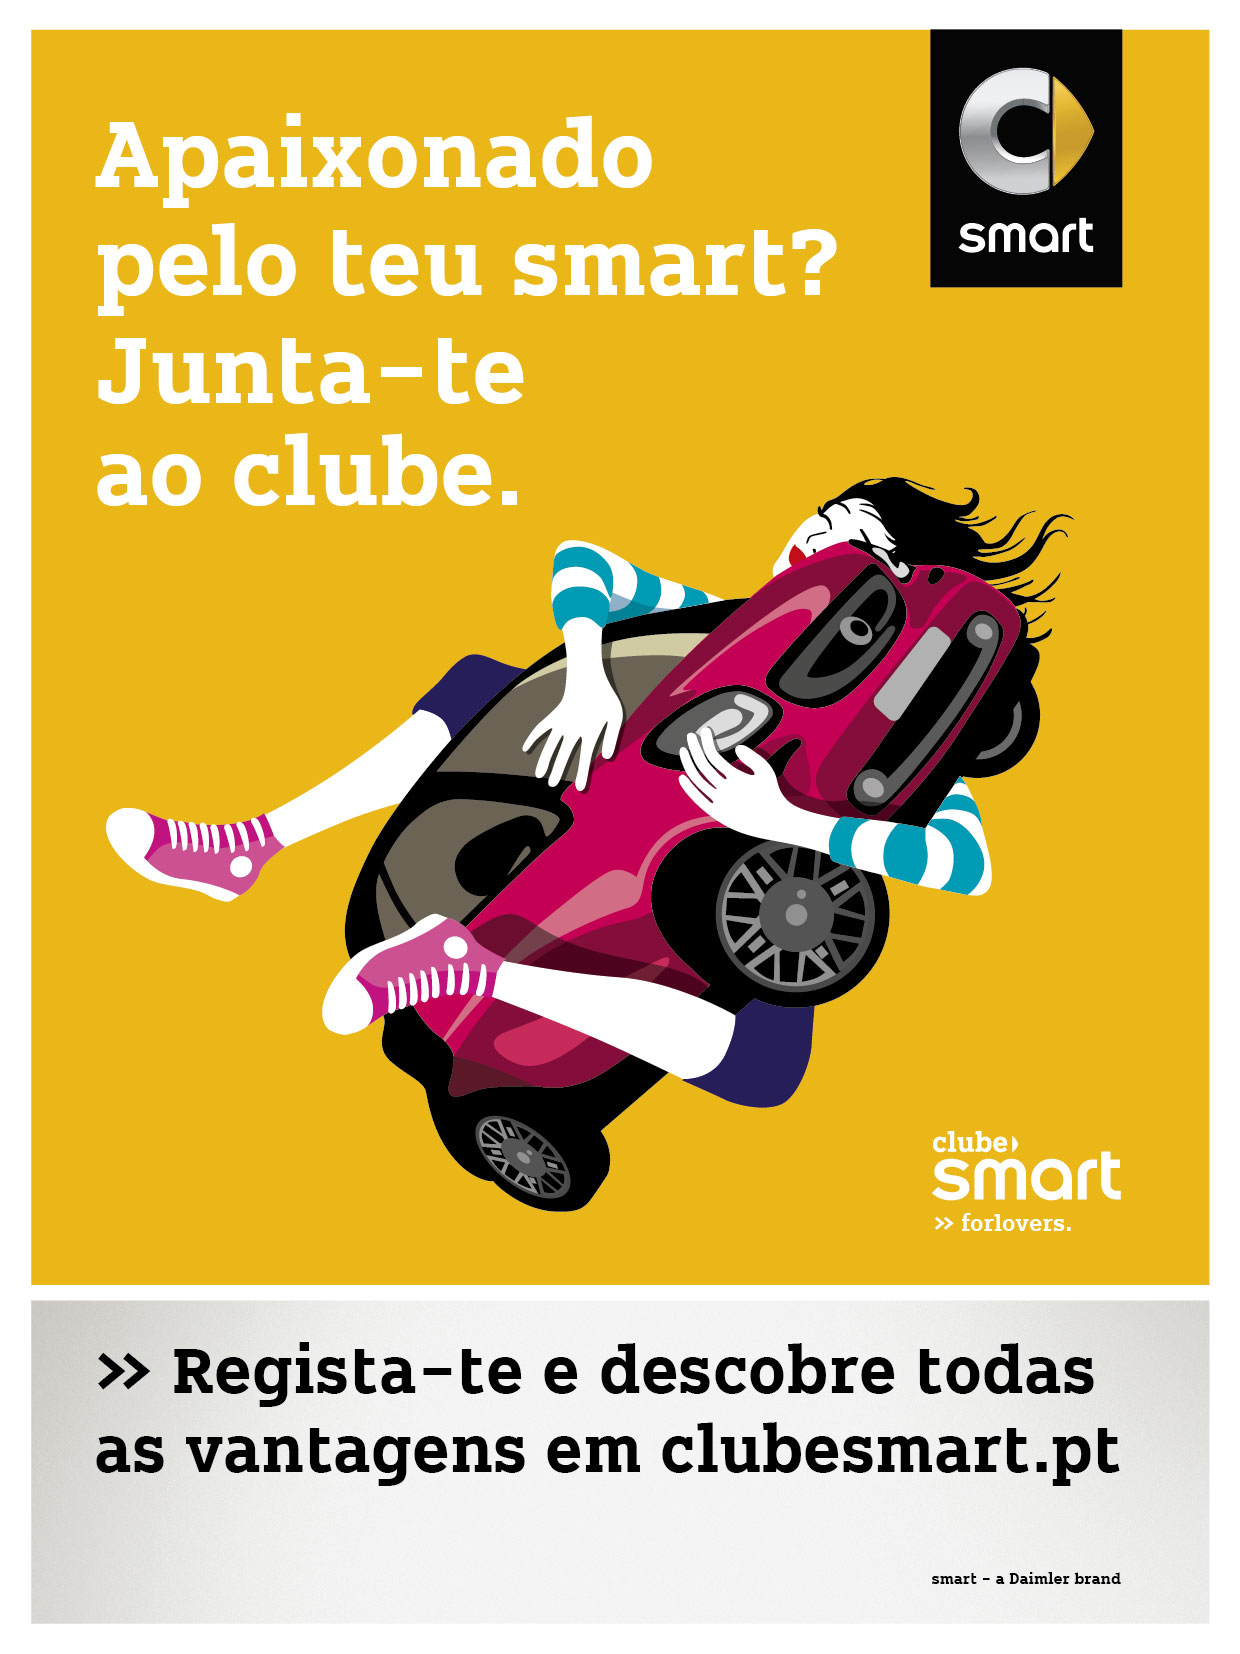 Apaixonado
pelo teu smart?
Junta-te
ao clube.
smart
clube
smart
>> forlovers.
>> Regista-te e descobre todas
as vantagens em clubesmart.pt
smart - a Daimler brand